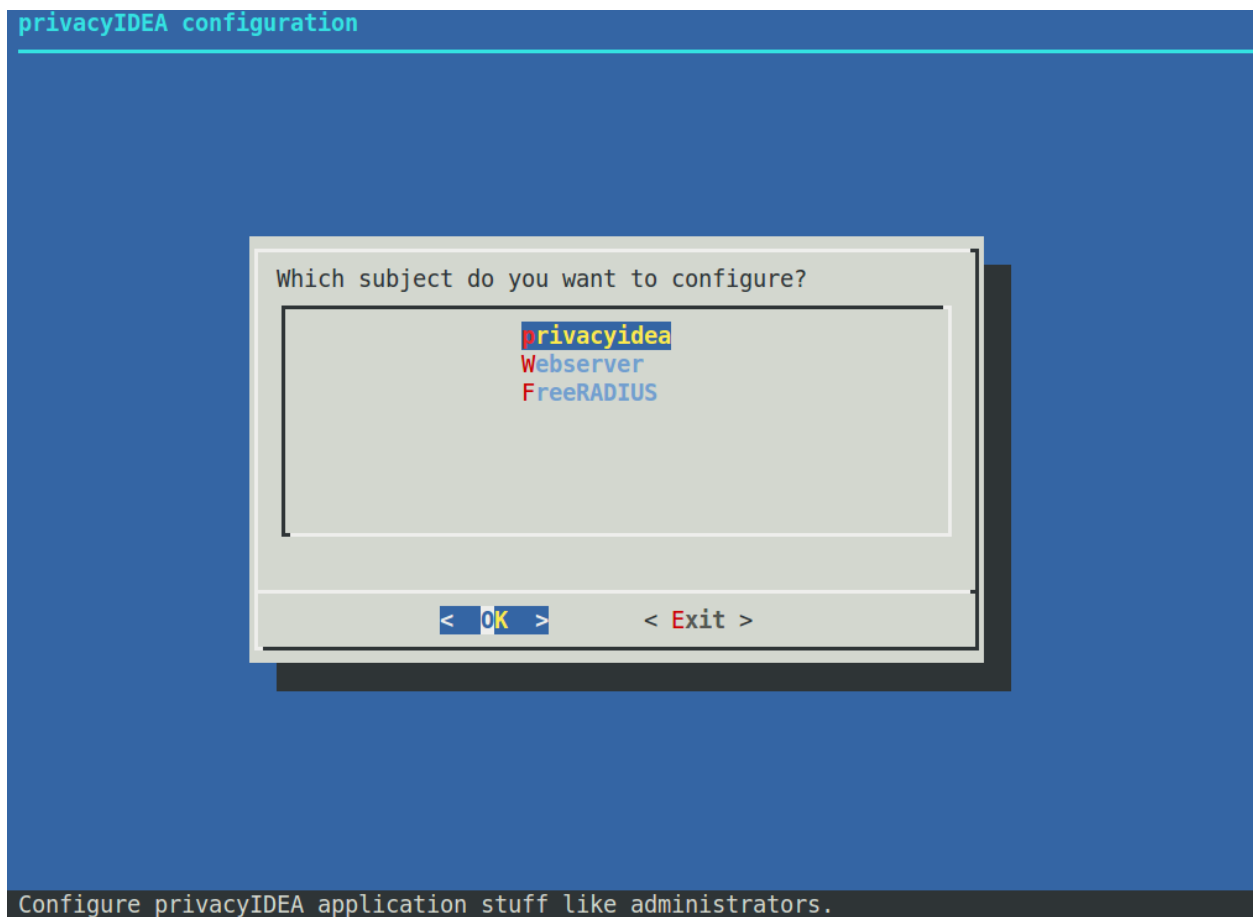 privacyIDEA configuration
Which subject do you want to configure?
privacyidea
Webserver
FreeRADIUS
<  OK  > < Exit >
Configure privacyIDEA application stuff like administrators.